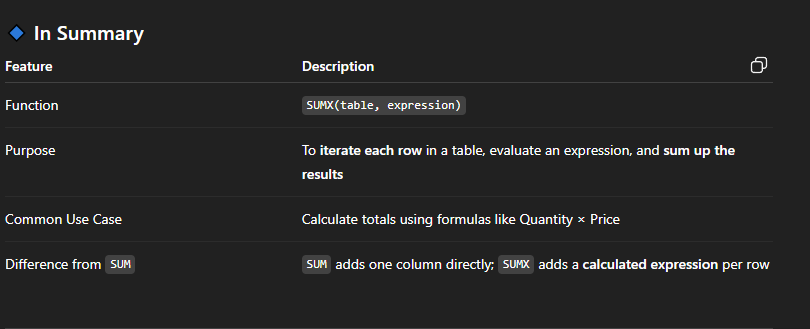 In Summary
Feature Description
Function SUMX(table, expression)
Purpose To iterate each row in a table, evaluate an expression, and sum up the
results
Common Use Case Calculate totals using formulas like Quantity × Price
Difference from SUM SUM adds one column directly; SUMX adds a calculated expression per row